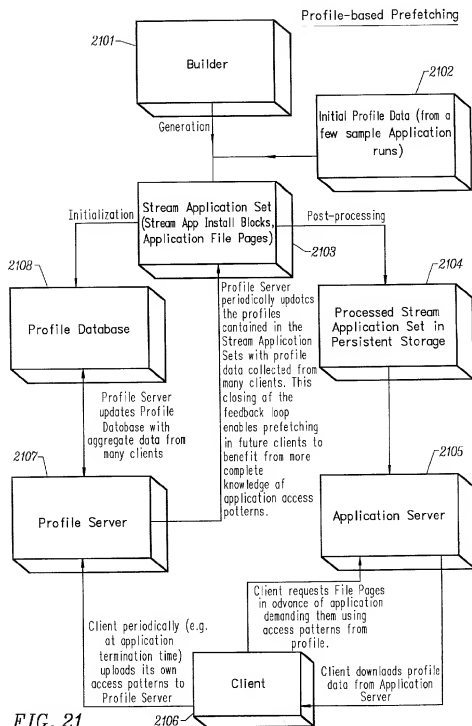 Profile-based Prefetching
2101
Builder
2102
Initial Profile Data (from a
few sample Application
runs)
Generation
Stream Application Set
(Stream App Install Blocks,
Application File Pages)
2103
Initialization
Post-processing
2108
Profile Database
2104
Processed Stream
Application Set in
Persistent Storage
Profile Server
periodically updatcs
the profiles
cantained in the
Stream Application
Sets with profile
data collected from
many clients. This
closing of the
feedback loop
enables prefetching
in future clients to
benefit from more
complete
knowledge of
application access
patterns.
Profile Server
updates Profile
Database with
aggregate data from
many clients
2107
Profile Server
2105
Application Server
Client requests File Pages
in advance of application
demanding them using
access patterns from
profile.
Client periodically (e.g.
at application
termination time)
uploads its own
access patterns to
Profile Server
Client downlaads profile
data from Application
Server
Client
2106
FIG. 21